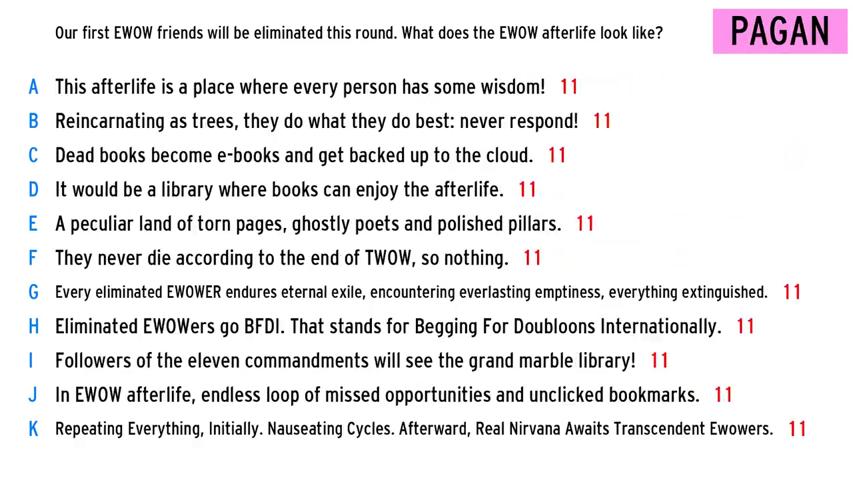 Our first EWOW friends will be eliminated this round. What does the EWOW afterlife look like?
PAGAN
A This afterlife is a place where every person has some wisdom! 11
B Reincarnating as trees, they do what they do best: never respond! 11
C Dead books become e-books and get backed up to the cloud. 11
D It would be a library where books can enjoy the afterlife. 11
E A peculiar land of torn pages, ghostly poets and polished pillars. 11
F They never die according to the end of TWOW, so nothing. 11
G Every eliminated EWOWER endures eternal exile, encountering everlasting emptiness, everything extinguished. 11
H Eliminated EWOWers go BFDI. That stands for Begging For Doubloons Internationally. 11
I Followers of the eleven commandments will see the grand marble library! 11
J In EWOW afterlife, endless loop of missed opportunities and unclicked bookmarks. 11
K Repeating Everything, Initially. Nauseating Cycles. Afterward, Real Nirvana Awaits Transcendent Ewowers. 11